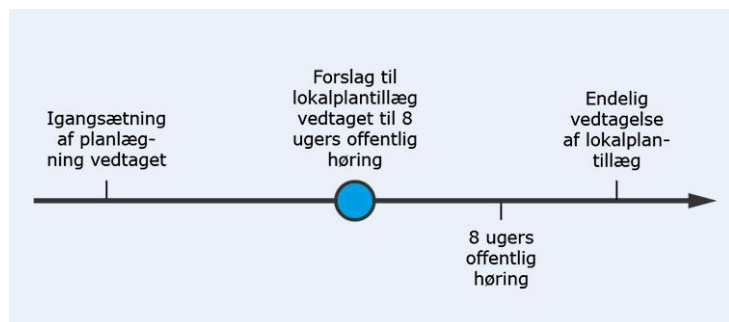 Igangsætning
af planlæg-
ning vedtaget
Forslag til
lokalplantillæg
vedtaget til 8
ugers offentlig
høring
8 ugers
offentlig
høring
Endelig
vedtagelse
af lokalplan-
tillæg